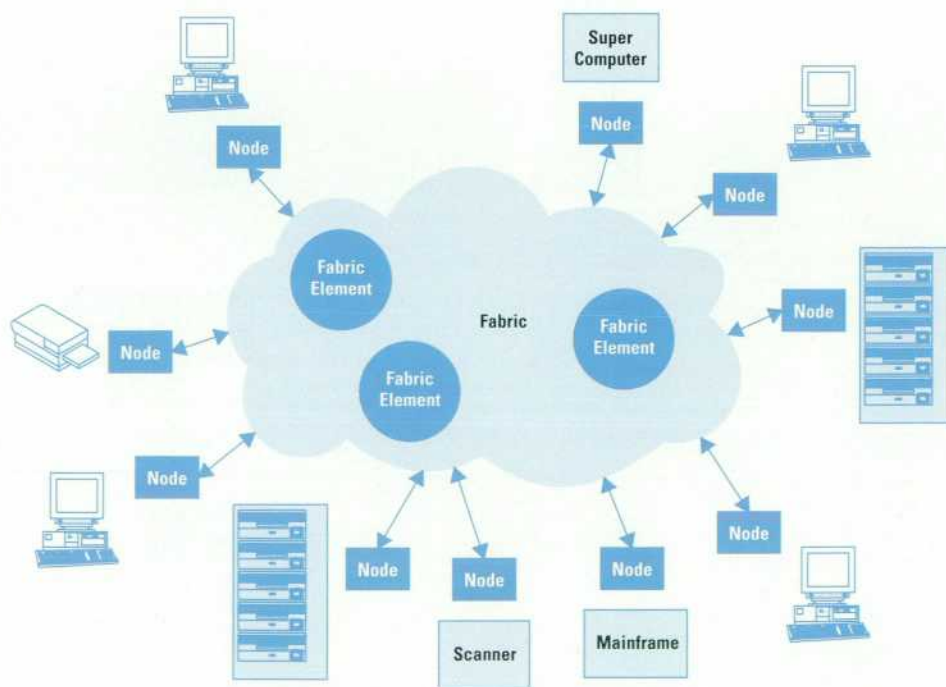 Super
Computer
Node
Node
Node
Fabric
Element
Fabric
Fabric
Element
Node
Node
Fabric
Element
Node
Node
Node
Node
Node
Scanner
Mainframe